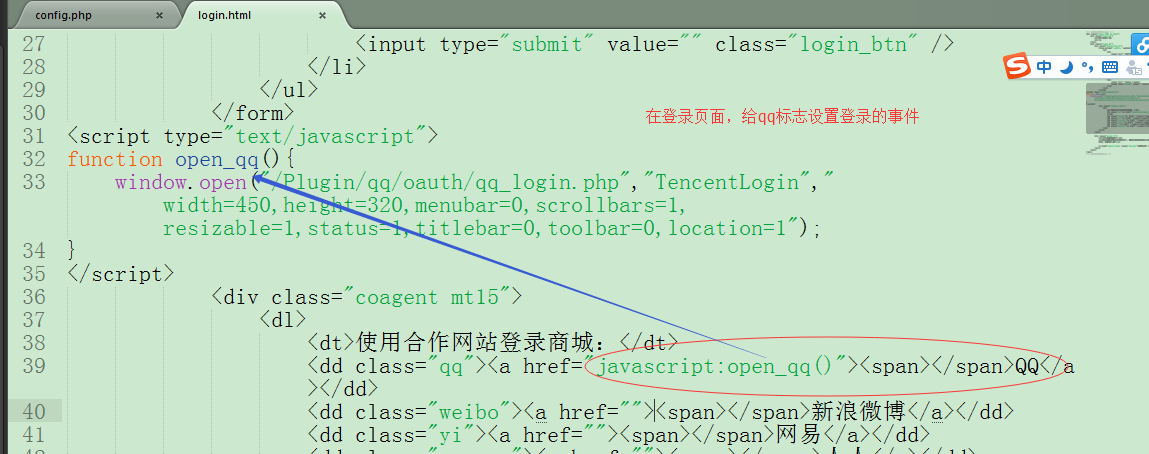 config.php × login.html ×
27 <input type="submit" value="" class="login_btn" />
28 </li>
29 </ul>
30 </form>
在登录页面，给qq标志设置登录的事件
31 <script type="text/javascript">
32 function open_qq(){
33 window.open("/Plugin/qq/oauth/qq_login.php","TencentLogin","
width=450,height=320,menubar=0,scrollbars=1,
resizable=1,status=1,titlebar=0,toolbar=0,location=1");
34 }
35 </script>
36 <div class="coagent mt15">
37 <dl>
38 <dt>使用合作网站登录商城：</dt>
39 <dd class="qq"><a href="javascript:open_qq()"><span></span>QQ</a
></dd>
40 <dd class="weibo"><a href=""><span></span>新浪微博</a></dd>
41 <dd class="yi"><a href=""><span></span>网易</a></dd>
S 中 °, 15